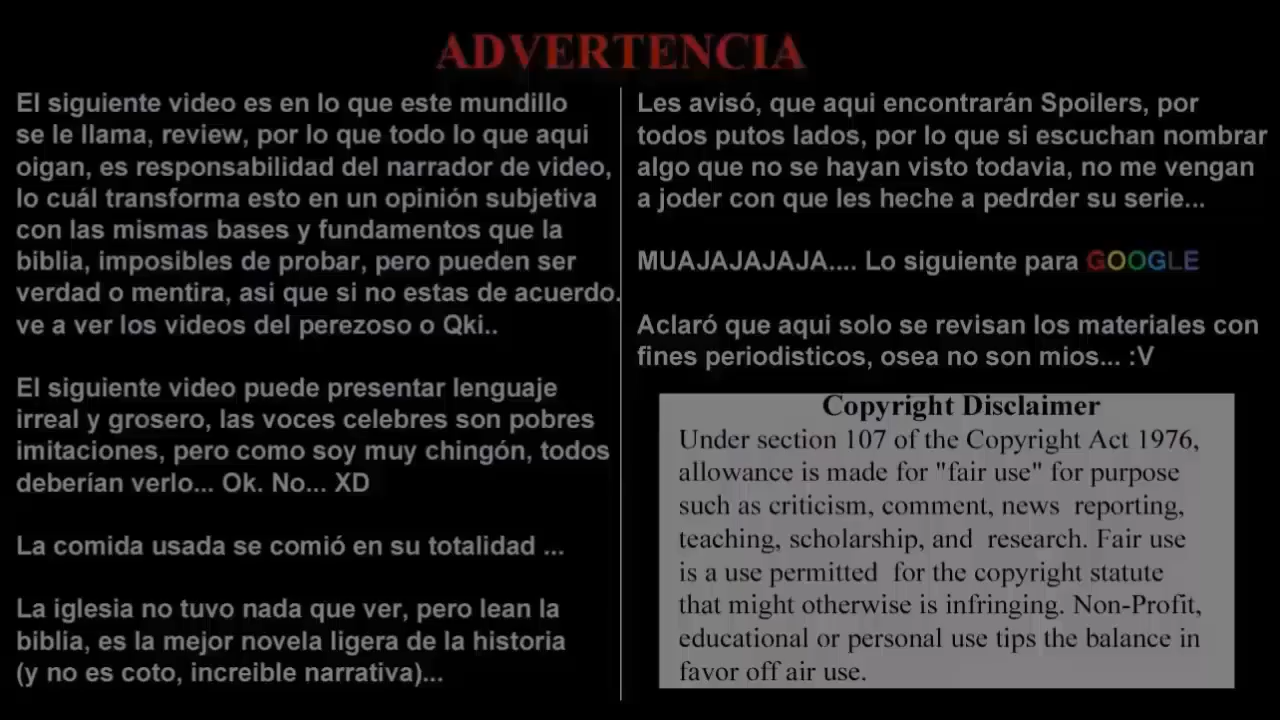 ADVERTENCIA
El siguiente video es en lo que este mundillo
se le llama, review, por lo que todo lo que aqui
oigan, es responsabilidad del narrador de video,
lo cuál transforma esto en un opinión subjetiva
con las mismas bases y fundamentos que la
biblia, imposibles de probar, pero pueden ser
verdad o mentira, asi que si no estas de acuerdo.
ve a ver los videos del perezoso o Qki..
El siguiente video puede presentar lenguaje
irreal y grosero, las voces celebres son pobres
imitaciones, pero como soy muy chingón, todos
deberían verlo... Ok. No... XD
La comida usada se comió en su totalidad ...
La iglesia no tuvo nada que ver, pero lean la
biblia, es la mejor novela ligera de la historia
(y no es coto, increible narrativa)...
Les avisó, que aqui encontrarán Spoilers, por
todos putos lados, por lo que si escuchan nombrar
algo que no se hayan visto todavia, no me vengan
a joder con que les heche a pedrder su serie...
MUAJAJAJAJA.... Lo siguiente para GOOGLE
Aclaró que aqui solo se revisan los materiales con
fines periodisticos, osea no son mios... :V
Copyright Disclaimer
Under section 107 of the Copyright Act 1976,
allowance is made for "fair use" for purpose
such as criticism, comment, news reporting,
teaching, scholarship, and research. Fair use
is a use permitted for the copyright statute
that might otherwise is infringing. Non-Profit,
educational or personal use tips the balance in
favor off air use.